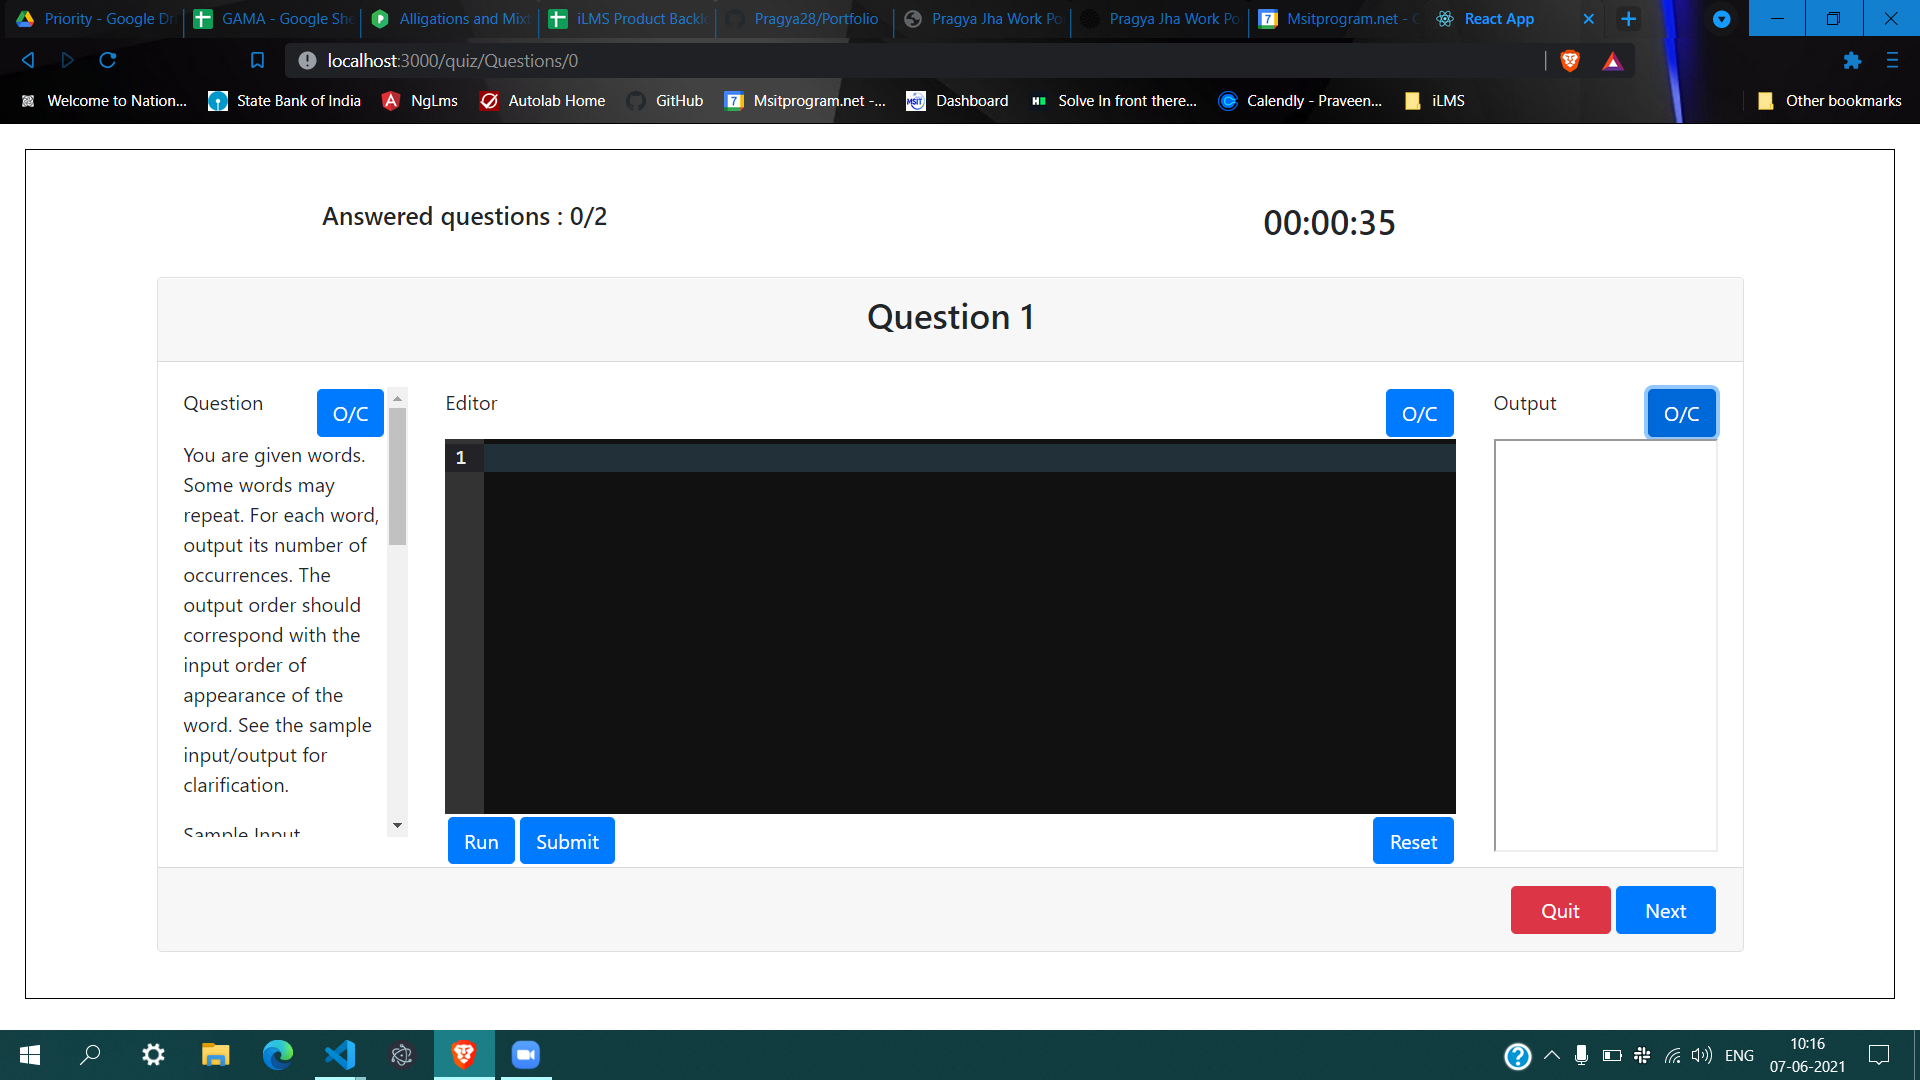 Priority - Google Dri
GAMA - Google She
Alligations and Mixt
iLMS Product Backl
Pragya28/Portfolio
Pragya Jha Work Po
Pragya Jha Work Po
Msitprogram.net - C
React App
localhost:3000/quiz/Questions/0
Welcome to Nation...
State Bank of India
NgLms
Autolab Home
GitHub
Msitprogram.net -...
Dashboard
Solve In front there...
Calendly - Praveen...
iLMS
Other bookmarks
Answered questions : 0/2
00:00:35
Question 1
Question
O/C
Editor
O/C
Output
O/C
You are given words.
Some words may
repeat. For each word,
output its number of
occurrences. The
output order should
correspond with the
input order of
appearance of the
word. See the sample
input/output for
clarification.
Sample Input
1
Run
Submit
Reset
Quit
Next
ENG
10:16
07-06-2021